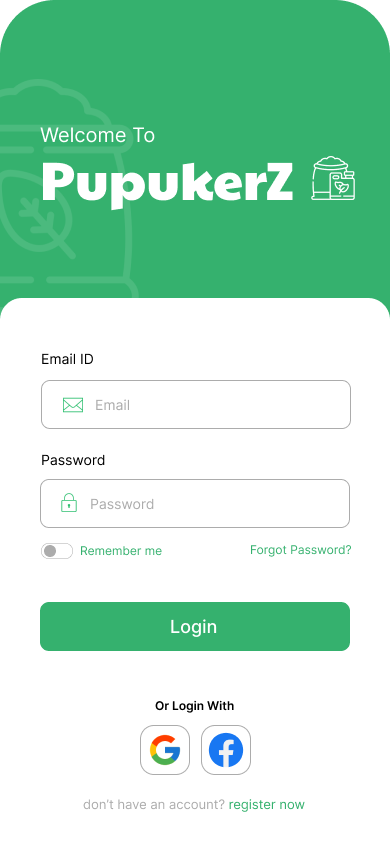 Welcome To
PupukerZ
Email ID
Email
Password
Password
Remember me Forgot Password?
Login
Or Login With
don't have an account? register now